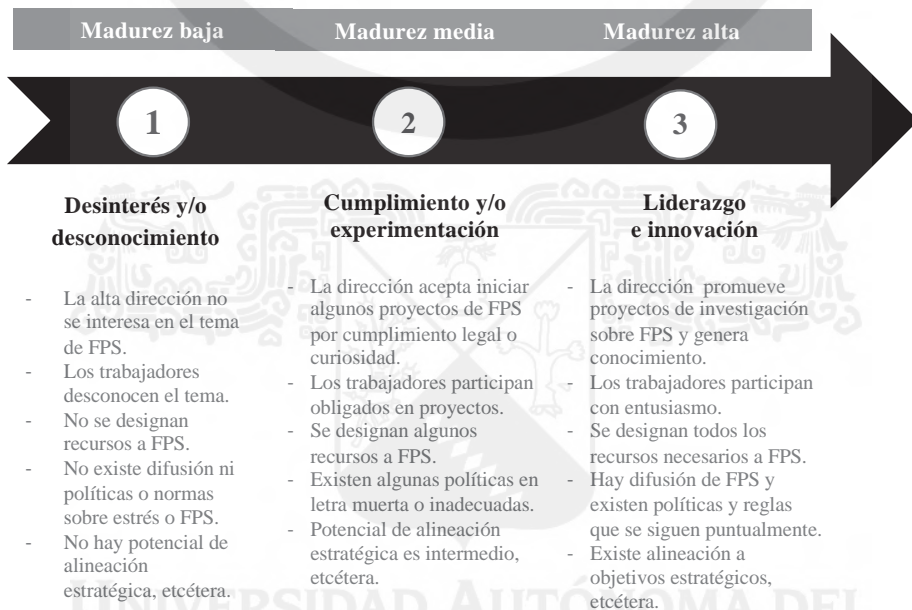 Madurez baja
Madurez media
Madurez alta
1
2
3
Desinterés y/o
desconocimiento
- La alta dirección no
se interesa en el tema
de FPS.
- Los trabajadores
desconocen el tema.
- No se designan
recursos a FPS.
- No existe difusión ni
políticas o normas
sobre estrés o FPS.
- No hay potencial de
alineación
estratégica, etcétera.
Cumplimiento y/o
experimentación
- La dirección acepta iniciar
algunos proyectos de FPS
por cumplimiento legal o
curiosidad.
- Los trabajadores participan
obligados en proyectos.
- Se designan algunos
recursos a FPS.
- Existen algunas políticas en
letra muerta o inadecuadas.
- Potencial de alineación
estratégica es intermedio,
etcétera.
Liderazgo
e innovación
- La dirección promueve
proyectos de investigación
sobre FPS y genera
conocimiento.
- Los trabajadores participan
con entusiasmo.
- Se designan todos los
recursos necesarios a FPS.
- Hay difusión de FPS y
existen políticas y reglas
que se siguen puntualmente.
- Existe alineación a
objetivos estratégicos,
etcétera.
UNIVERSIDAD AUTÓNOMA DEL